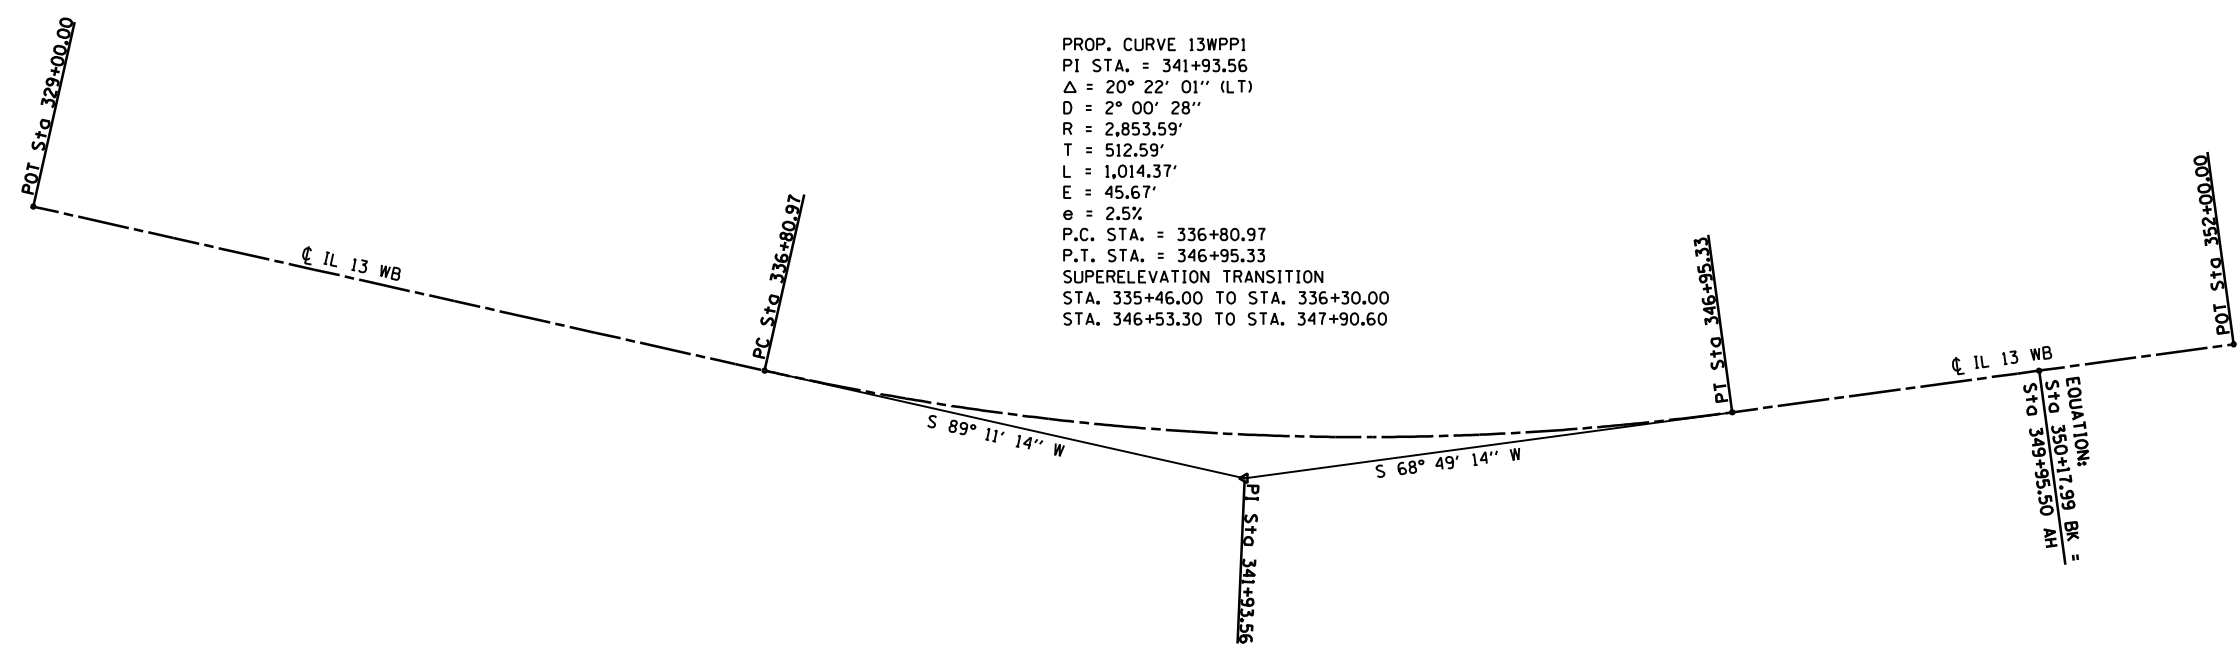 POT Sta 329+00.00
℄ IL 13 WB
PC Sta 336+80.97
PROP. CURVE 13WPP1
PI STA. = 341+93.56
Δ = 20° 22' 01'' (LT)
D = 2° 00' 28''
R = 2,853.59'
T = 512.59'
L = 1,014.37'
E = 45.67'
e = 2.5%
P.C. STA. = 336+80.97
P.T. STA. = 346+95.33
SUPERELEVATION TRANSITION
STA. 335+46.00 TO STA. 336+30.00
STA. 346+53.30 TO STA. 347+90.60
S 89° 11' 14'' W
PI Sta 341+93.56
S 68° 49' 14'' W
PT Sta 346+95.33
℄ IL 13 WB
EQUATION:
Sta 350+17.99 BK =
Sta 349+95.50 AH
POT Sta 352+00.00